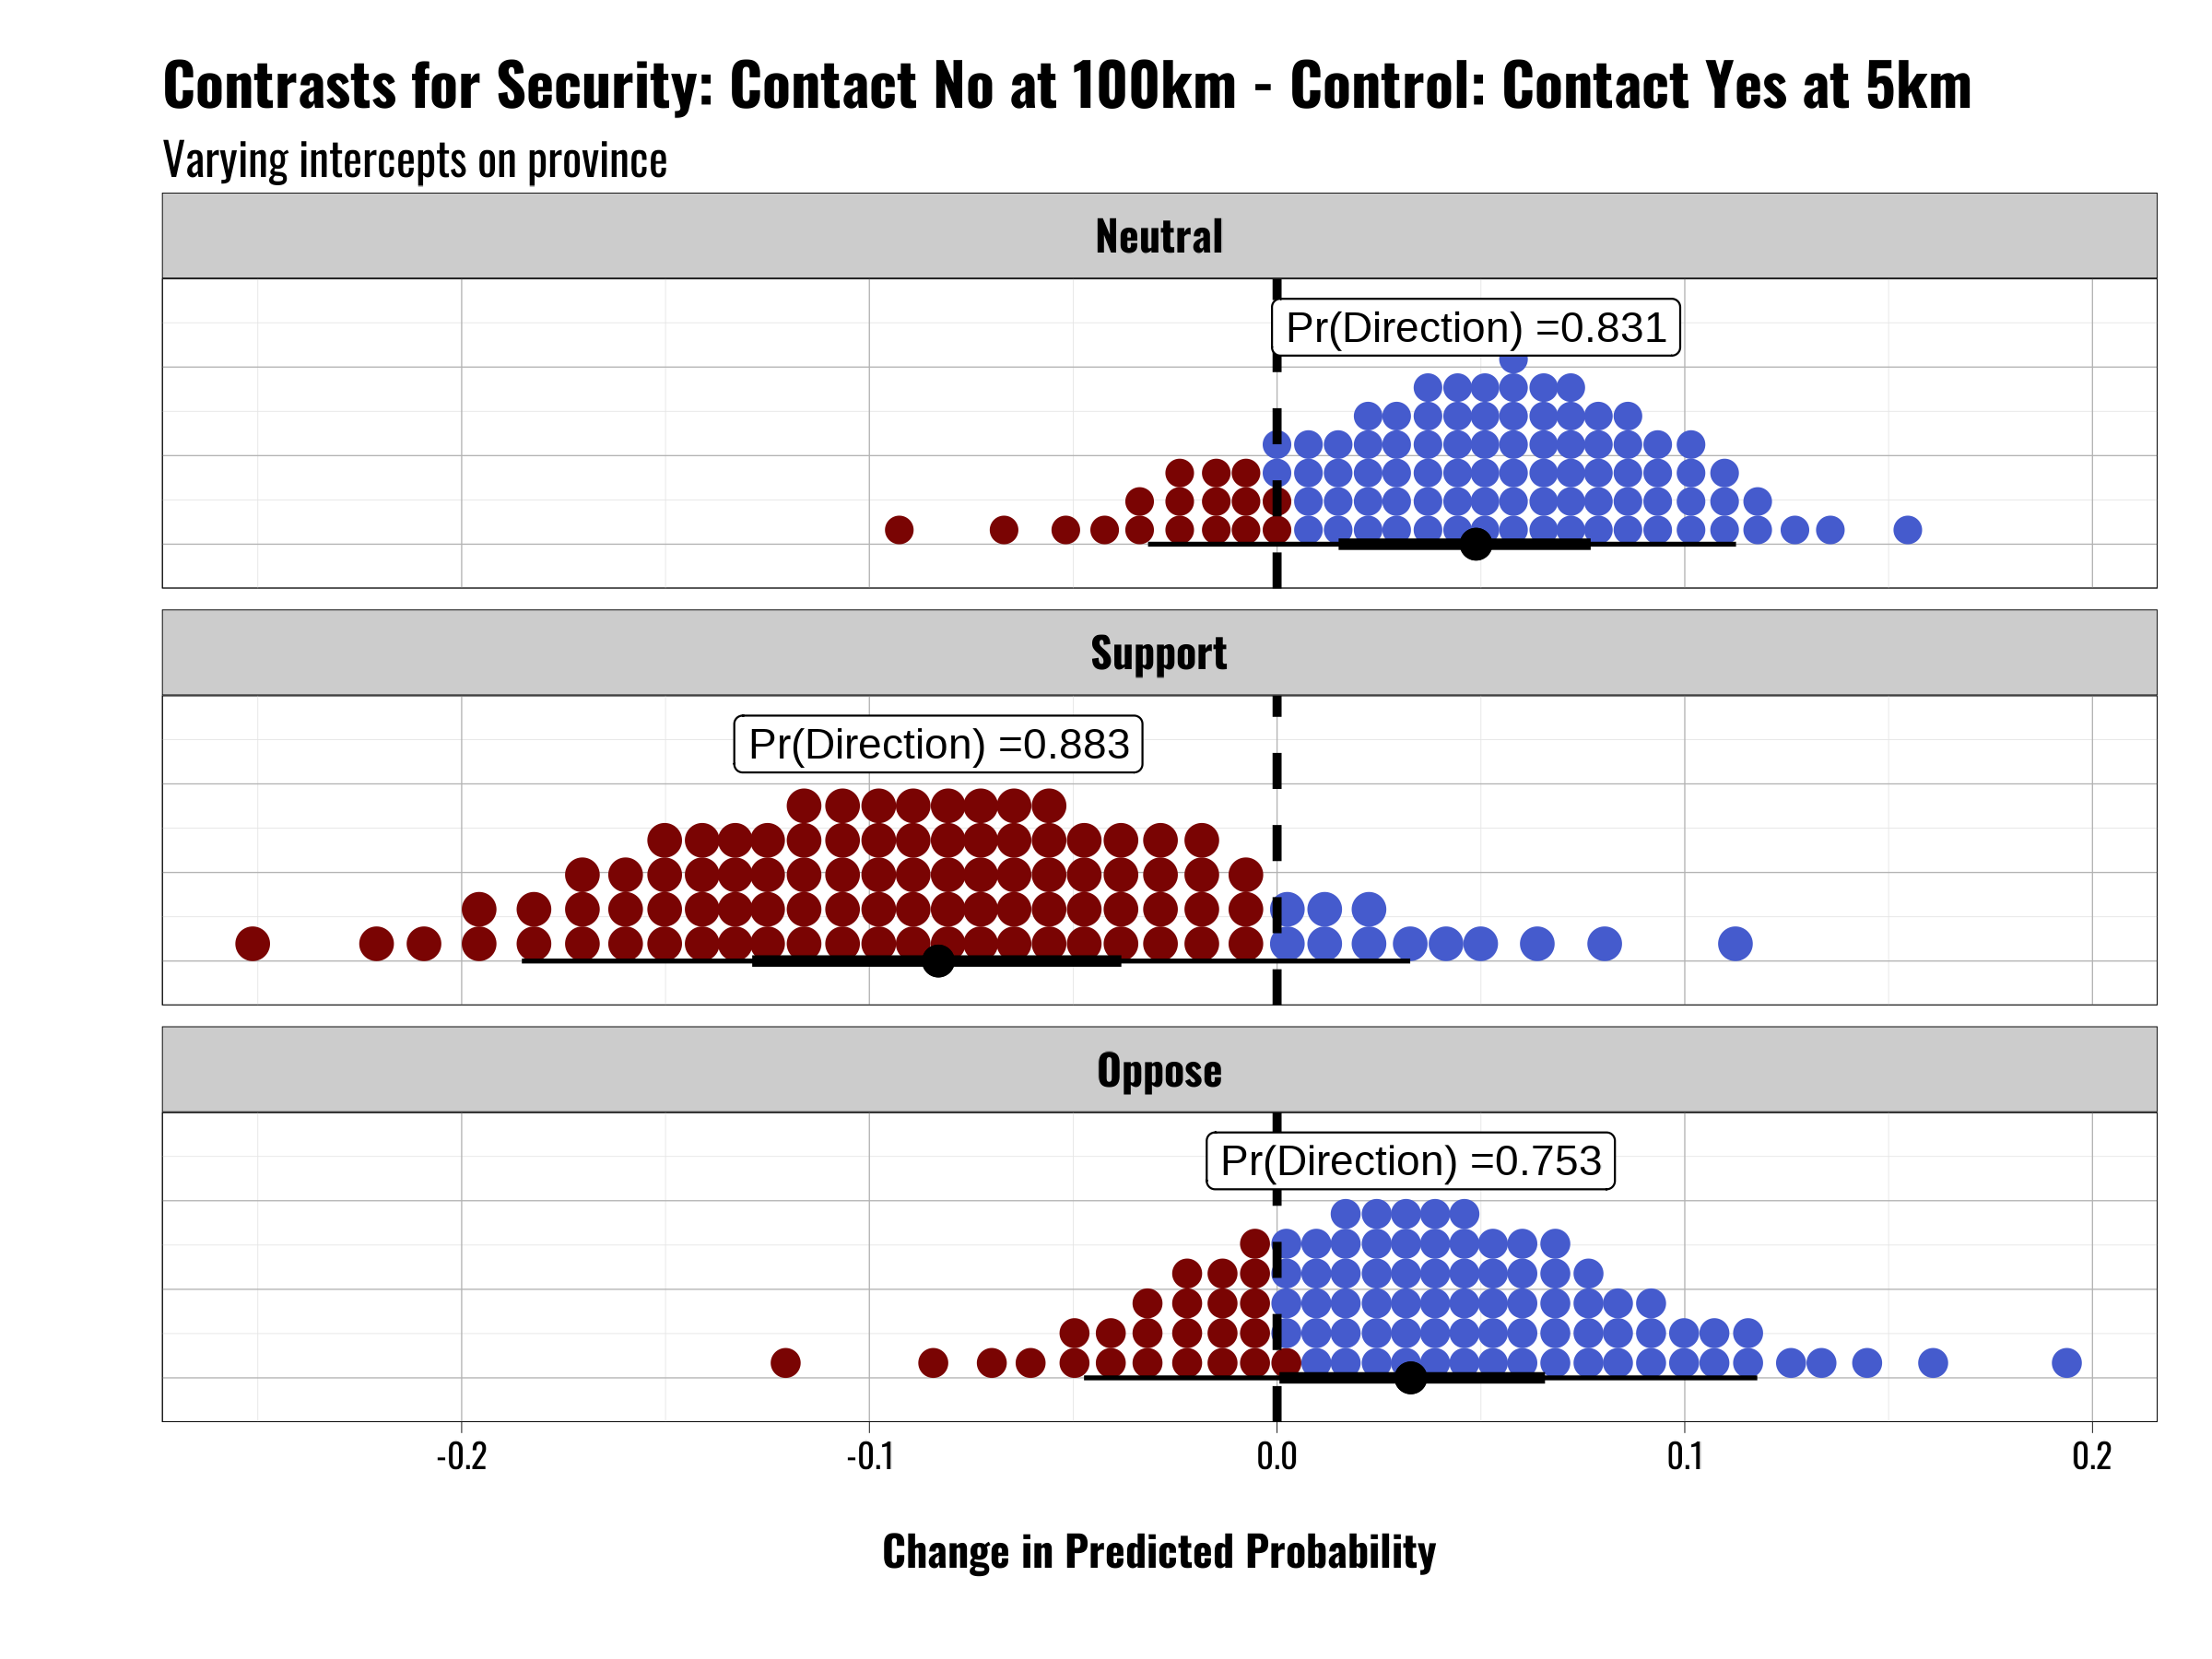 Contrasts for Security: Contact No at 100km - Control: Contact Yes at 5km
Varying intercepts on province
Neutral
Pr(Direction) =0.831
Support
Pr(Direction) =0.883
Oppose
Pr(Direction) =0.753
-0.2 -0.1 0.0 0.1 0.2
Change in Predicted Probability